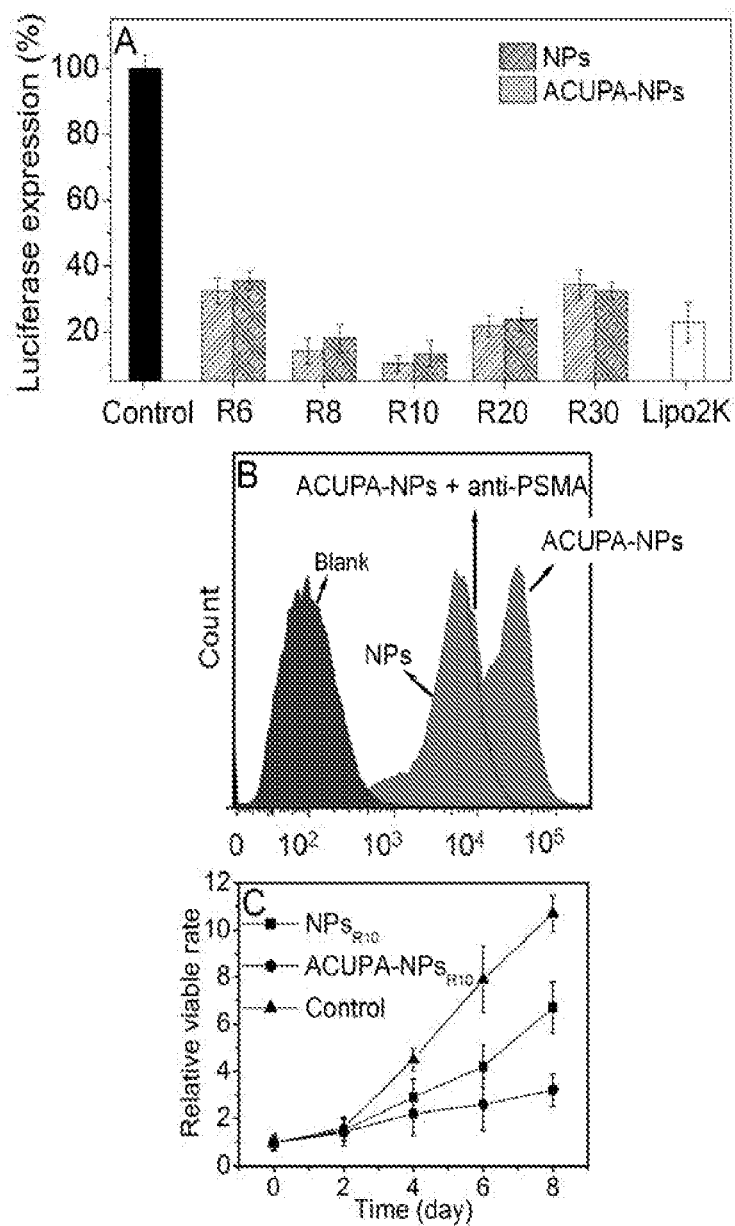 A
NPs
ACUPA-NPs
Luciferase expression (%)
100
80
60
40
20
Control R6 R8 R10 R20 R30 Lipo2K
B
ACUPA-NPs + anti-PSMA
ACUPA-NPs
Blank
NPs
Count
0 10² 10³ 10⁴ 10⁵
C
NPsR10
ACUPA-NPsR10
Control
Relative viable rate
12
10
8
6
4
2
0
0 2 4 6 8
Time (day)